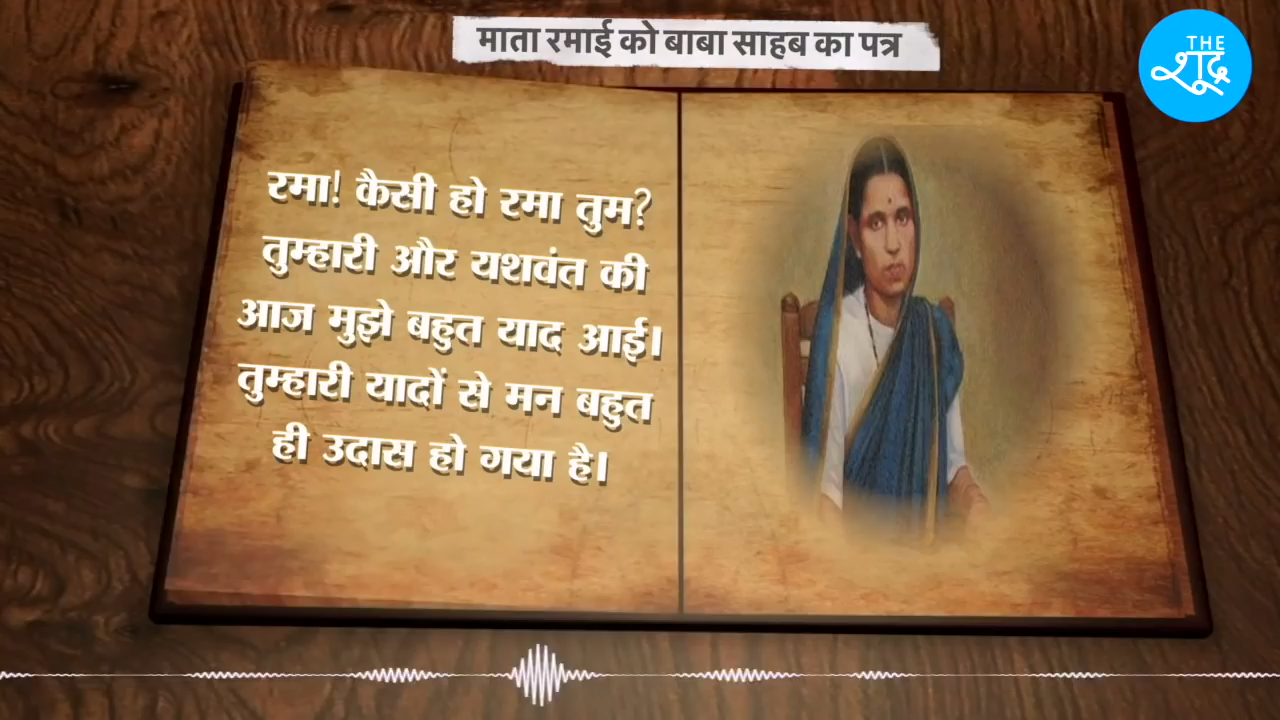 माता रमाई को बाबा साहब का पत्र
THE
शूद्र
रमा! कैसी हो रमा तुम?
तुम्हारी और यशवंत की
आज मुझे बहुत याद आई।
तुम्हारी यादों से मन बहुत
ही उदास हो गया है।